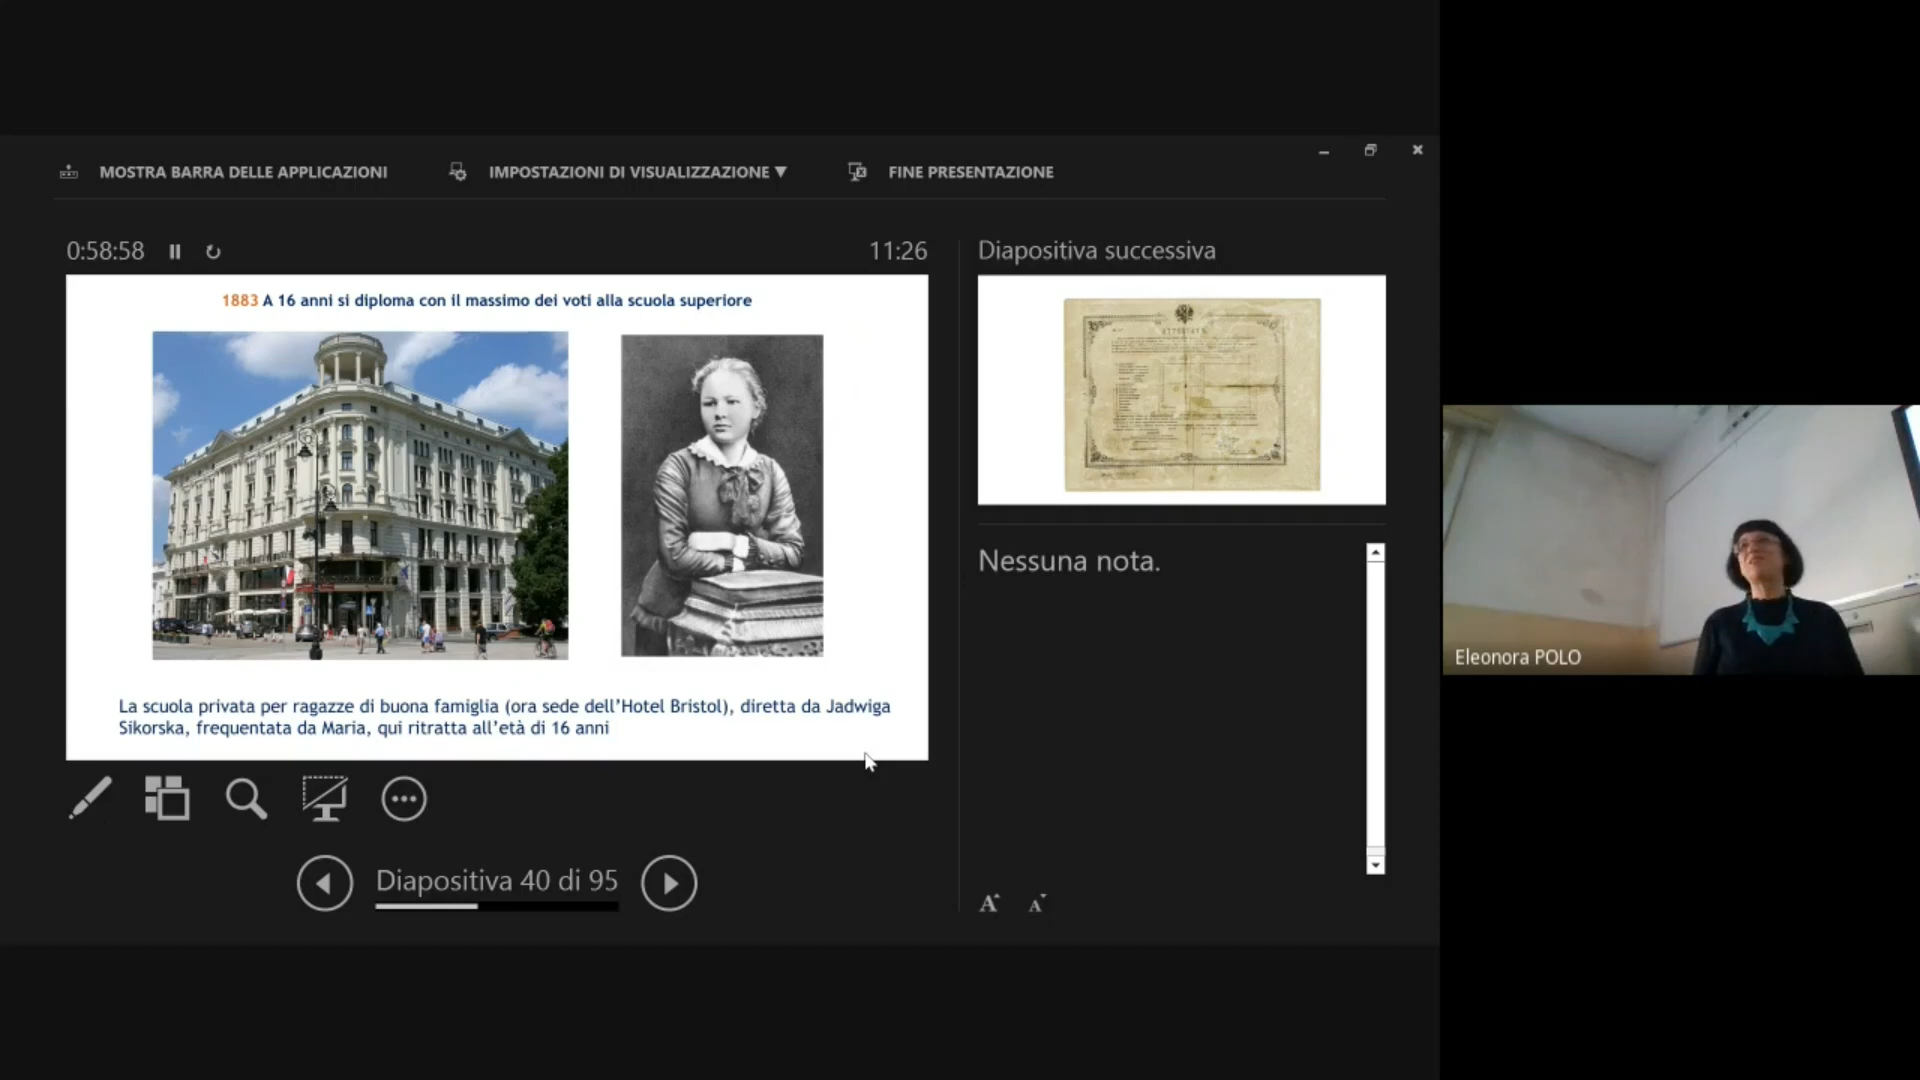 MOSTRA BARRA DELLE APPLICAZIONI
IMPOSTAZIONI DI VISUALIZZAZIONE ▼
FINE PRESENTAZIONE
0:58:58
11:26
1883 A 16 anni si diploma con il massimo dei voti alla scuola superiore
La scuola privata per ragazze di buona famiglia (ora sede dell'Hotel Bristol), diretta da Jadwiga
Sikorska, frequentata da Maria, qui ritratta all'età di 16 anni
Diapositiva 40 di 95
Diapositiva successiva
Nessuna nota.
A A
Eleonora POLO